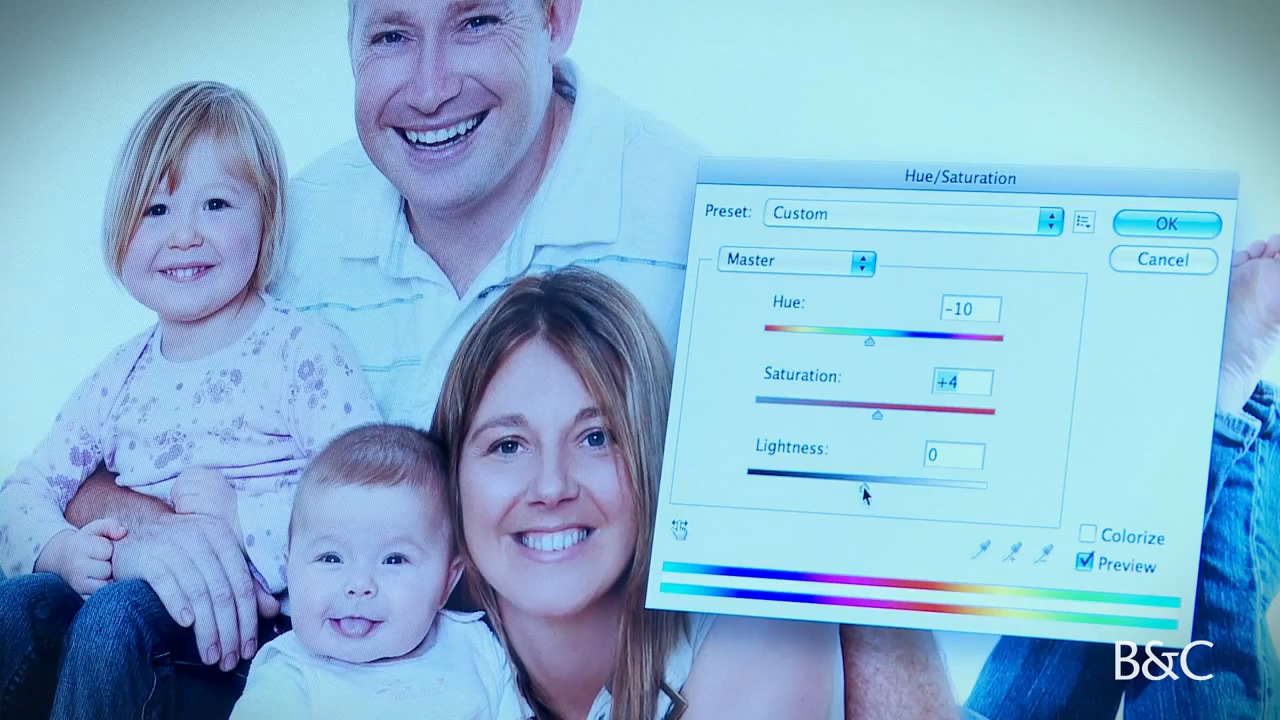 Hue/Saturation
Preset: Custom
OK
Master
Cancel
Hue: -10
Saturation: +4
Lightness: 0
Colorize
Preview
B&C